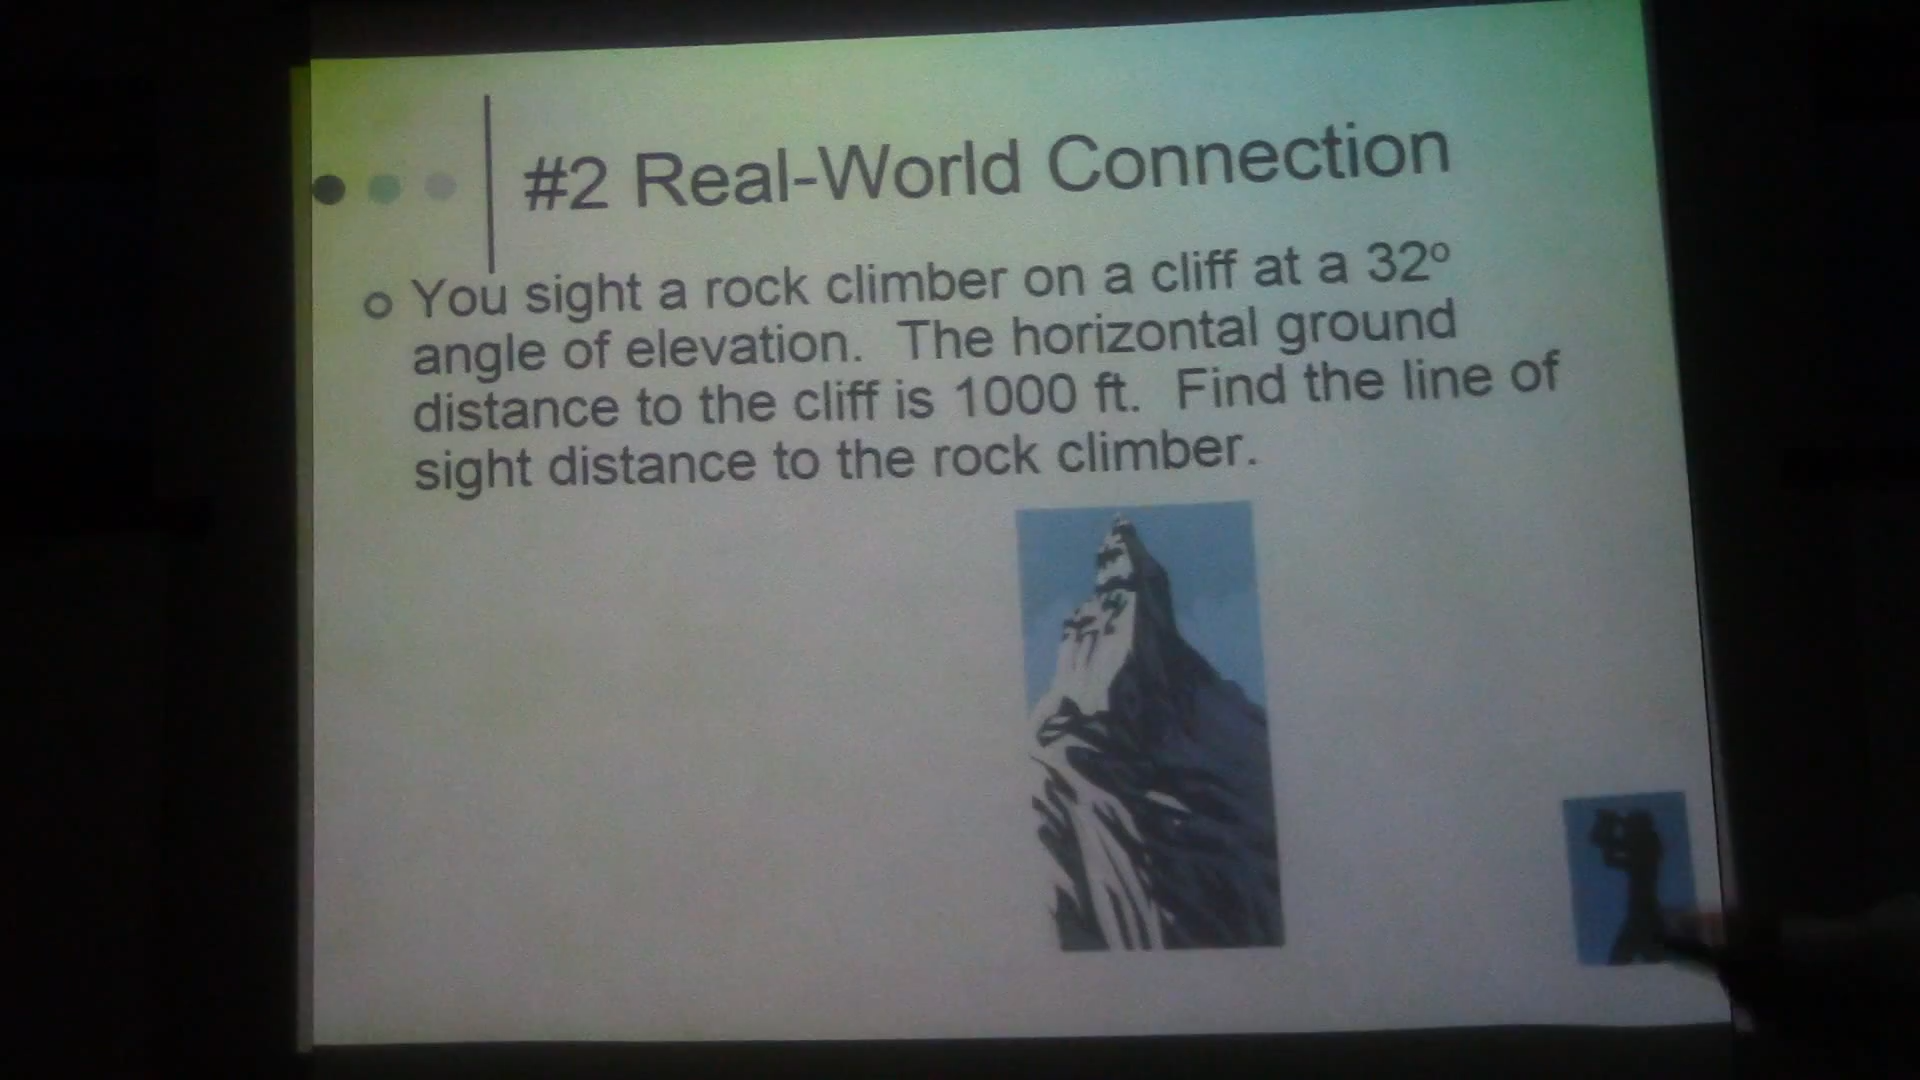 #2 Real-World Connection
You sight a rock climber on a cliff at a 32º
angle of elevation. The horizontal ground
distance to the cliff is 1000 ft. Find the line of
sight distance to the rock climber.